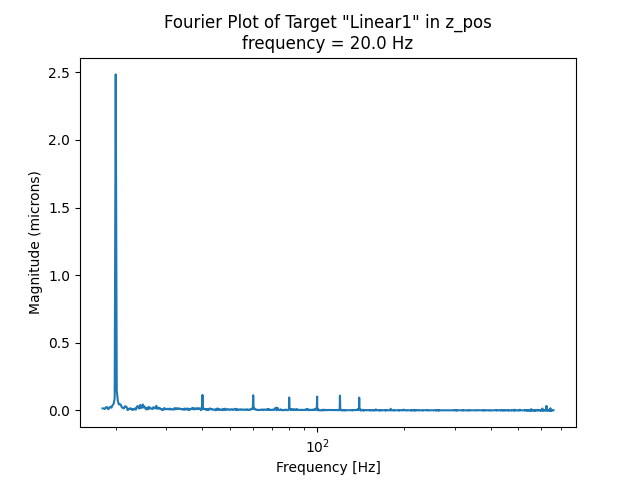 Fourier Plot of Target "Linear1" in z_pos
frequency = 20.0 Hz
2.5
2.0
1.5
1.0
0.5
0.0
Magnitude (microns)
10²
Frequency [Hz]